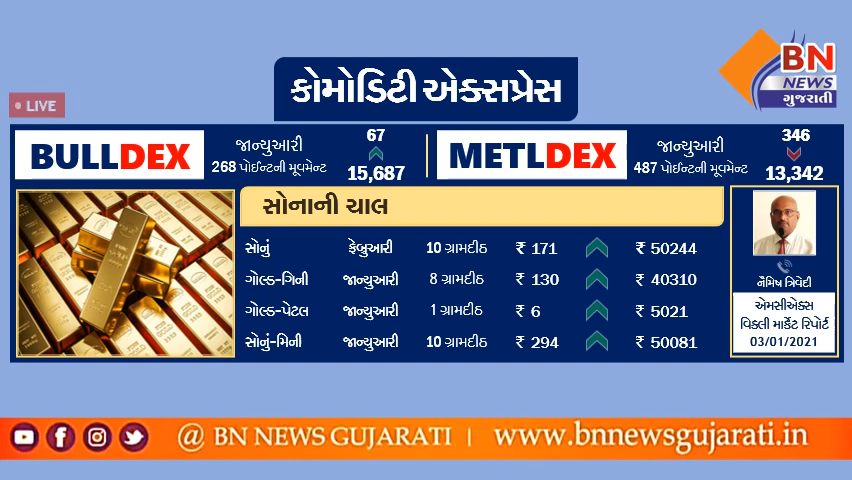 કોમોડિટી એક્સપ્રેસ
BN
NEWS
ગુજરાતી
LIVE
BULLDEX
જાન્યુઆરી
268 પોઈન્ટની મૂવમેન્ટ
67
15,687
METLDEX
જાન્યુઆરી
487 પોઈન્ટની મૂવમેન્ટ
346
13,342
સોનાની ચાલ
સોનું ફેબ્રુઆરી 10 ગ્રામદીઠ ₹ 171 ₹ 50244
ગોલ્ડ-ગિની જાન્યુઆરી 8 ગ્રામદીઠ ₹ 130 ₹ 40310
ગોલ્ડ-પેટલ જાન્યુઆરી 1 ગ્રામદીઠ ₹ 6 ₹ 5021
સોનું-મિની જાન્યુઆરી 10 ગ્રામદીઠ ₹ 294 ₹ 50081
નૈમિષ ત્રિવેદી
એમસીએક્સ
વિકલી માર્કેટ રિપોર્ટ
03/01/2021
@ BN NEWS GUJARATI | www.bnnewsgujarati.in